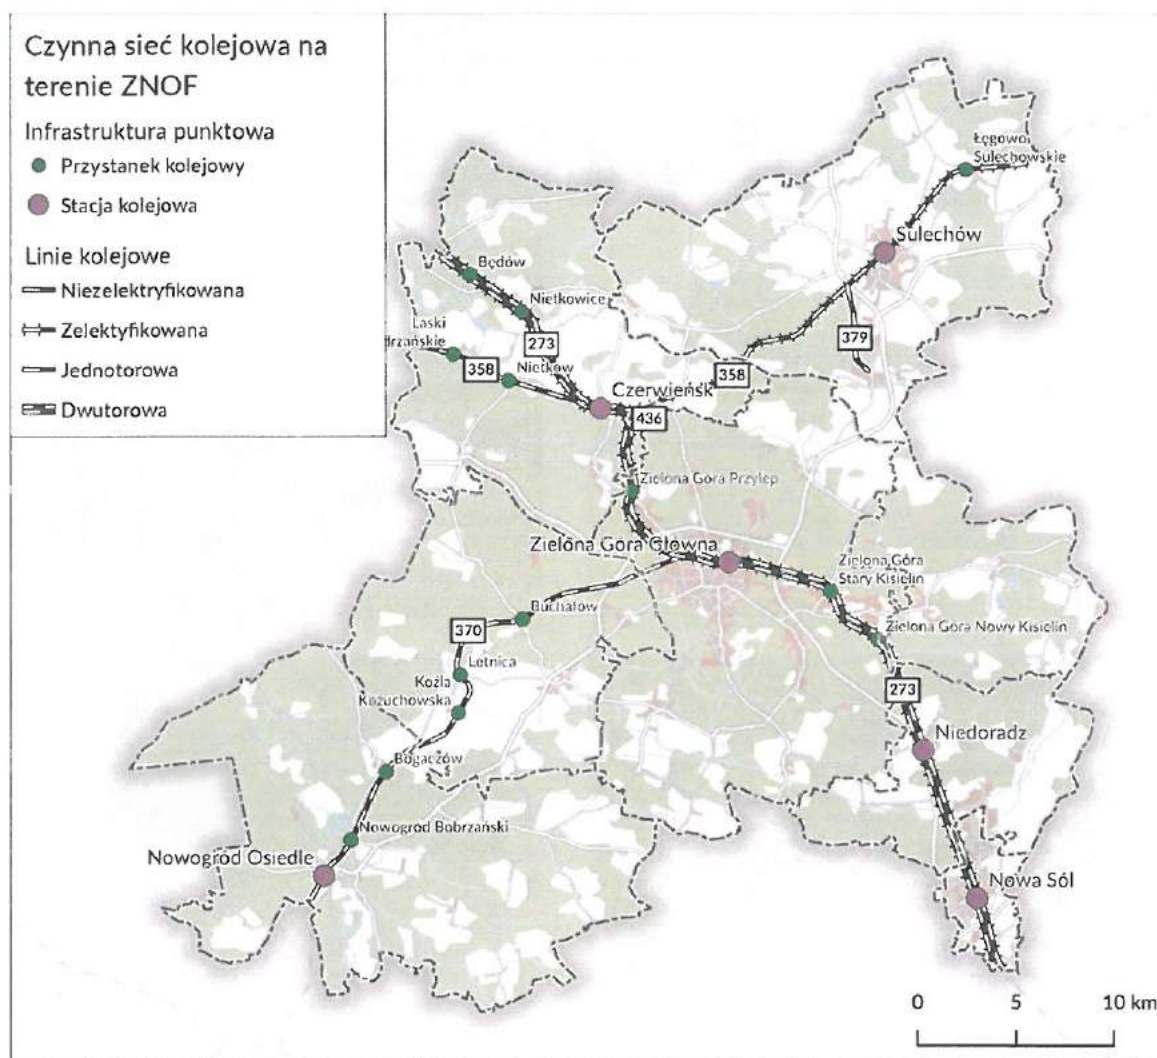 Czynna sieć kolejowa na
terenie ZNOF
Infrastruktura punktowa
Przystanek kolejowy
Stacja kolejowa
Linie kolejowe
Niezelektryfikowana
Zelektyfikowana
Jednotorowa
Dwutorowa
Łęgowo
Sulechowskie
Sulechów
379
Będów
Nietkowice
273
Laski
drzańskie
358
Nietków
358
Czerwieńsk
436
Zielona Góra Przylep
Zielona Góra Główna
Zielona Góra
Stary Kisielin
Zielona Góra Nowy Kisielin
Buchałów
370
Letnica
Koźla
Kożuchowska
273
Niedoradz
Bogaczów
Nowogród Bobrzański
Nowogród Osiedle
Nowa Sól
0 5 10 km